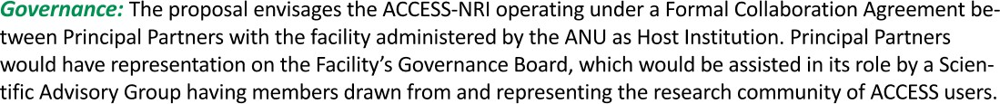 Governance: The proposal envisages the ACCESS-NRI operating under a Formal Collaboration Agreement be-
tween Principal Partners with the facility administered by the ANU as Host Institution. Principal Partners
would have representation on the Facility's Governance Board, which would be assisted in its role by a Scien-
tific Advisory Group having members drawn from and representing the research community of ACCESS users.